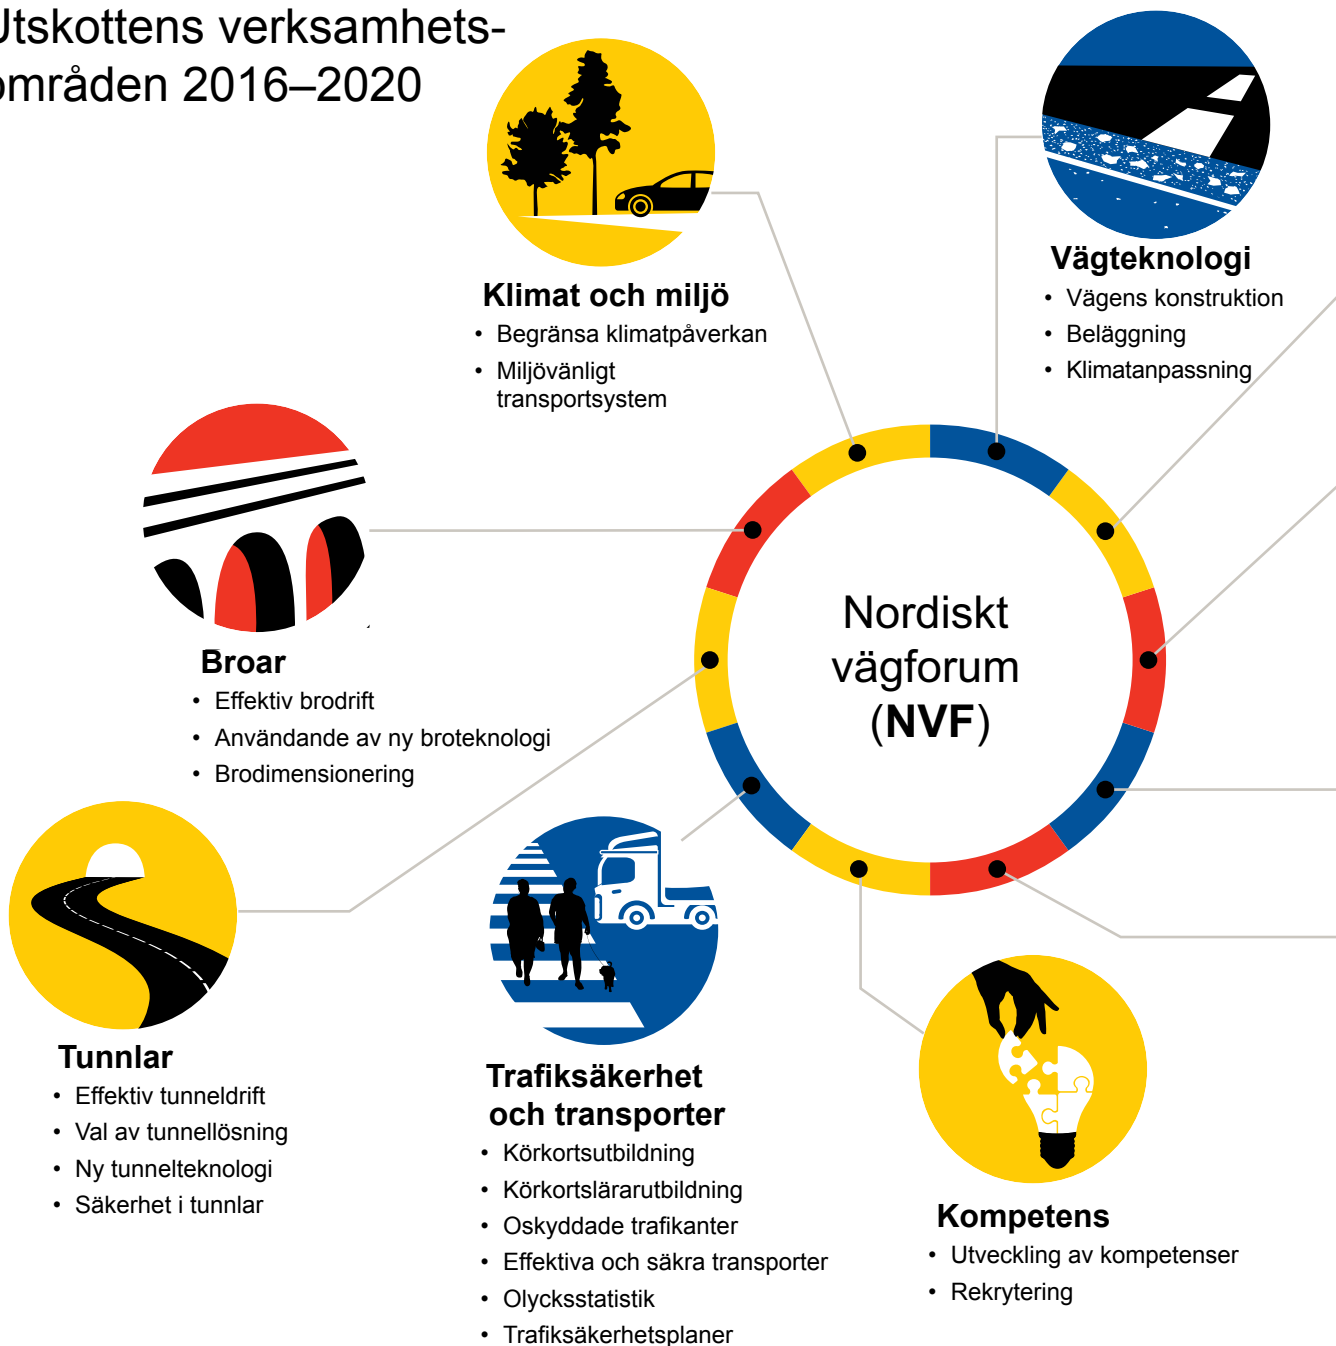 Utskottens verksamhets-
områden 2016–2020
Klimat och miljö
• Begränsa klimatpåverkan
• Miljövänligt
transportsystem
Vägteknologi
• Vägens konstruktion
• Beläggning
• Klimatanpassning
Broar
• Effektiv brodrift
• Användande av ny broteknologi
• Brodimensionering
Nordiskt
vägforum
(NVF)
Tunnlar
• Effektiv tunneldrift
• Val av tunnellösning
• Ny tunnelteknologi
• Säkerhet i tunnlar
Trafiksäkerhet
och transporter
• Körkortsutbildning
• Körkortslärarutbildning
• Oskyddade trafikanter
• Effektiva och säkra transporter
• Olycksstatistik
• Trafiksäkerhetsplaner
Kompetens
• Utveckling av kompetenser
• Rekrytering